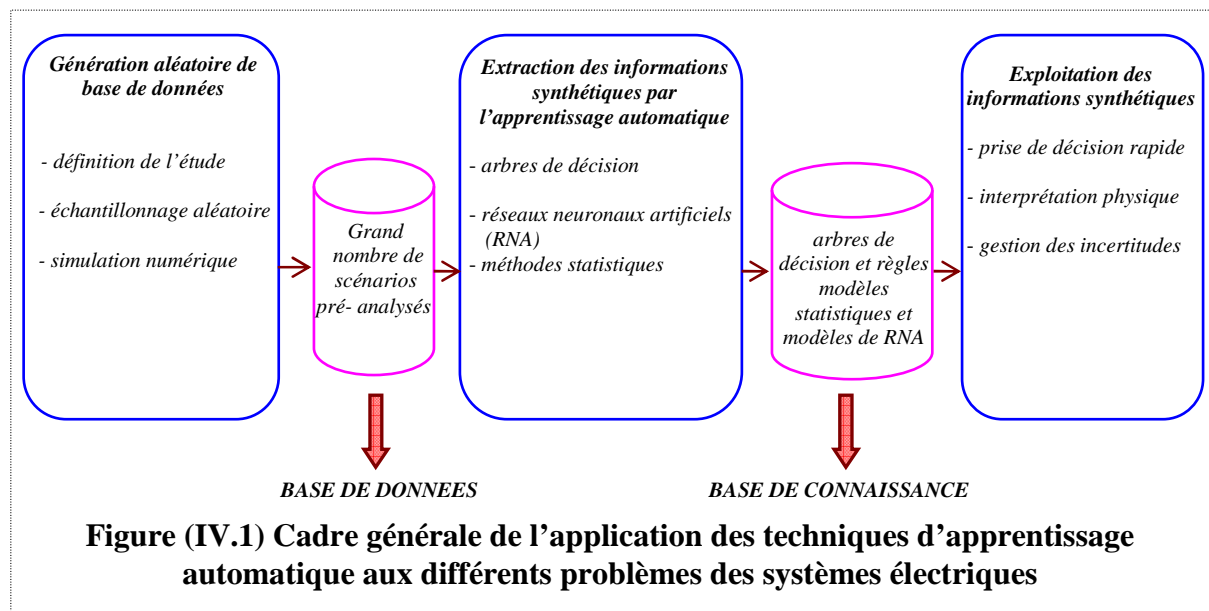 Génération aléatoire de
base de données
- définition de l’étude
- échantillonnage aléatoire
- simulation numérique
Grand
nombre de
scénarios
pré- analysés
Extraction des informations
synthétiques par
l’apprentissage automatique
- arbres de décision
- réseaux neuronaux artificiels
(RNA)
- méthodes statistiques
arbres de
décision et règles
modèles
statistiques et
modèles de RNA
Exploitation des
informations synthétiques
- prise de décision rapide
- interprétation physique
- gestion des incertitudes
BASE DE DONNEES
BASE DE CONNAISSANCE
Figure (IV.1) Cadre générale de l’application des techniques d’apprentissage
automatique aux différents problèmes des systèmes électriques